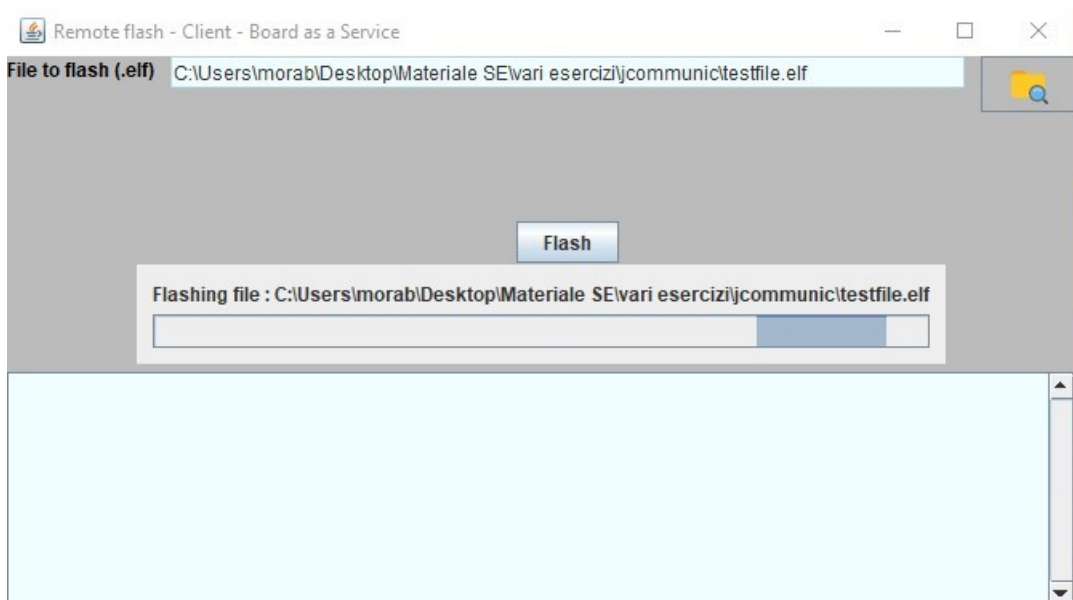 Remote flash - Client - Board as a Service
File to flash (.elf) C:\Users\morab\Desktop\Materiale SE\vari esercizi\jcommunic\testfile.elf
Flash
Flashing file : C:\Users\morab\Desktop\Materiale SE\vari esercizi\jcommunic\testfile.elf